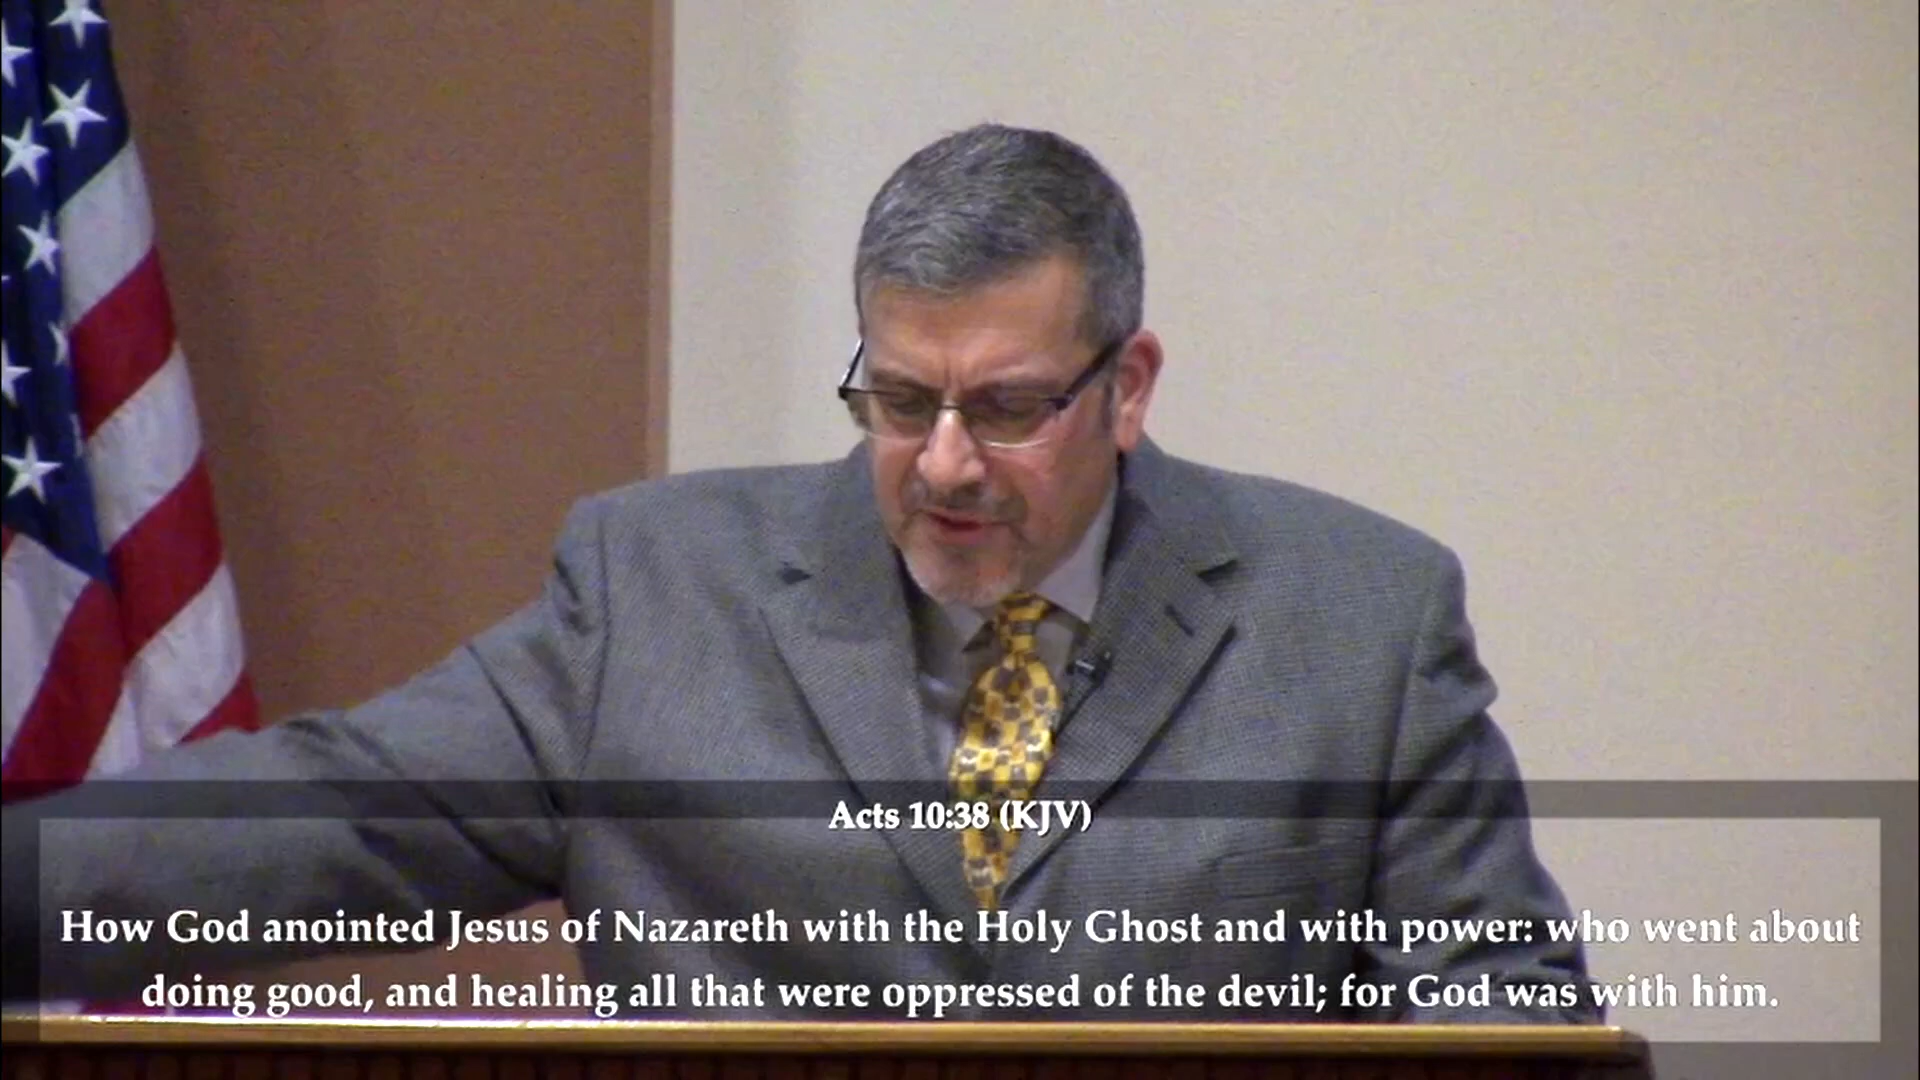 Acts 10:38 (KJV)
How God anointed Jesus of Nazareth with the Holy Ghost and with power: who went about
doing good, and healing all that were oppressed of the devil; for God was with him.